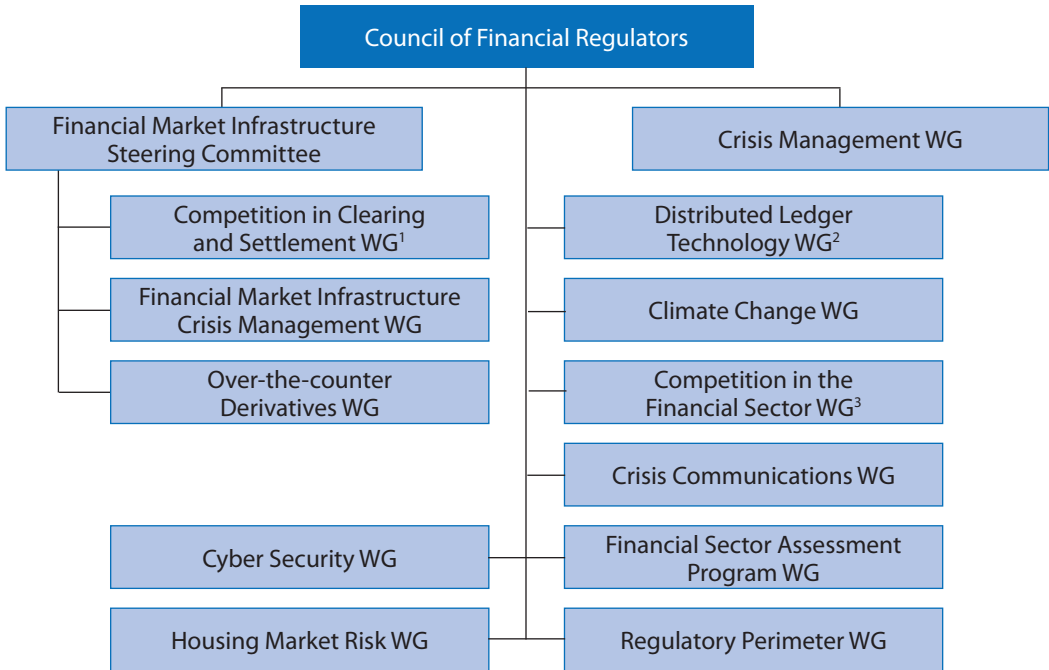 Council of Financial Regulators
Financial Market Infrastructure
Steering Committee
Crisis Management WG
Competition in Clearing
and Settlement WG¹
Distributed Ledger
Technology WG²
Financial Market Infrastructure
Crisis Management WG
Climate Change WG
Over-the-counter
Derivatives WG
Competition in the
Financial Sector WG³
Crisis Communications WG
Cyber Security WG
Financial Sector Assessment
Program WG
Housing Market Risk WG
Regulatory Perimeter WG